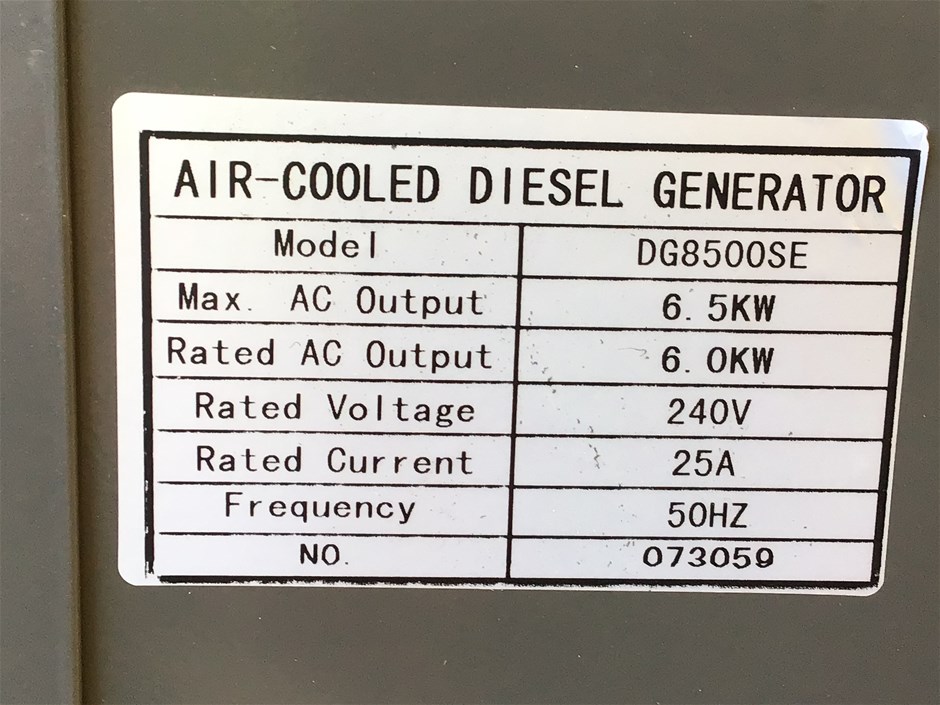 AIR-COOLED DIESEL GENERATOR
Model DG8500SE
Max. AC Output 6.5KW
Rated AC Output 6.0KW
Rated Voltage 240V
Rated Current 25A
Frequency 50HZ
NO. 073059